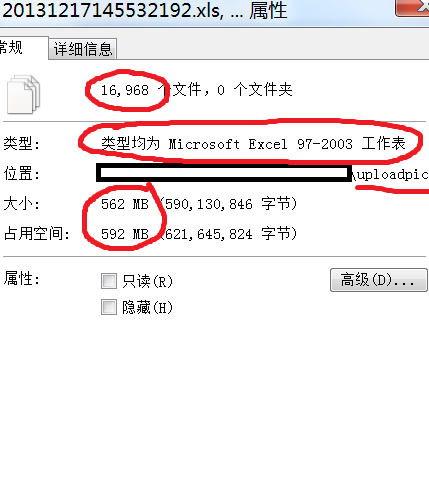 20131217145532192.xls, ... 属性
常规
详细信息
16,968 个文件，0 个文件夹
类型: 类型均为 Microsoft Excel 97-2003 工作表
位置: \uploadpic
大小: 562 MB (590,130,846 字节)
占用空间: 592 MB (621,645,824 字节)
属性: 只读(R) 高级(D)...
隐藏(H)